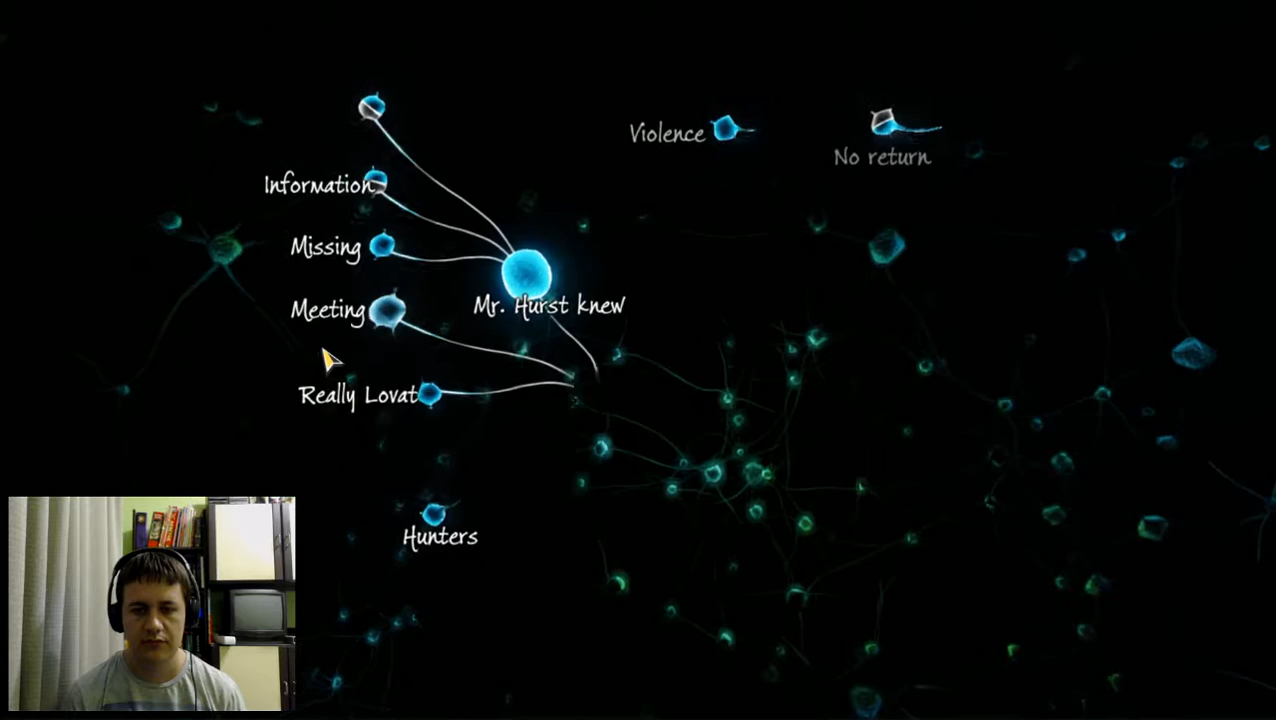 Violence
No return
Information
Missing
Mr. Hurst knew
Meeting
Really Lovat
Hunters